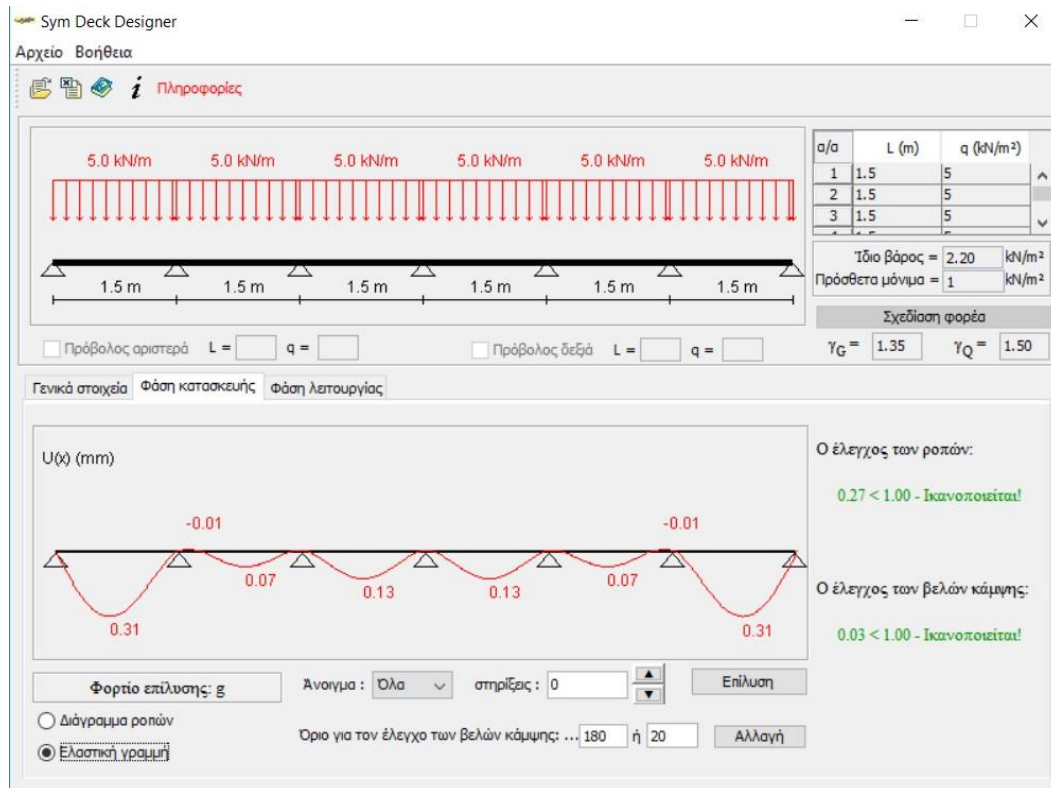 Sym Deck Designer
Αρχείο Βοήθεια
i Πληροφορίες
5.0 kN/m 5.0 kN/m 5.0 kN/m 5.0 kN/m 5.0 kN/m 5.0 kN/m
1.5 m 1.5 m 1.5 m 1.5 m 1.5 m 1.5 m
α/α L (m) q (kN/m²)
1 1.5 5
2 1.5 5
3 1.5 5
Ίδιο βάρος = 2.20 kN/m²
Πρόσθετα μόνιμα = 1 kN/m²
Σχεδίαση φορέα
Πρόβολος αριστερά L = q = Πρόβολος δεξιά L = q = γG = 1.35 γQ = 1.50
Γενικά στοιχεία Φάση κατασκευής Φάση λειτουργίας
U(x) (mm)
-0.01 -0.01
0.07 0.13 0.13 0.07
0.31 0.31
Ο έλεγχος των ροπών:
0.27 < 1.00 - Ικανοποιείται!
Ο έλεγχος των βελών κάμψης:
0.03 < 1.00 - Ικανοποιείται!
Φορτίο επίλυσης: g Άνοιγμα : Όλα στηρίξεις : 0 Επίλυση
Διάγραμμα ροπών
Ελαστική γραμμή
Όριο για τον έλεγχο των βελών κάμψης: ... 180 ή 20 Αλλαγή